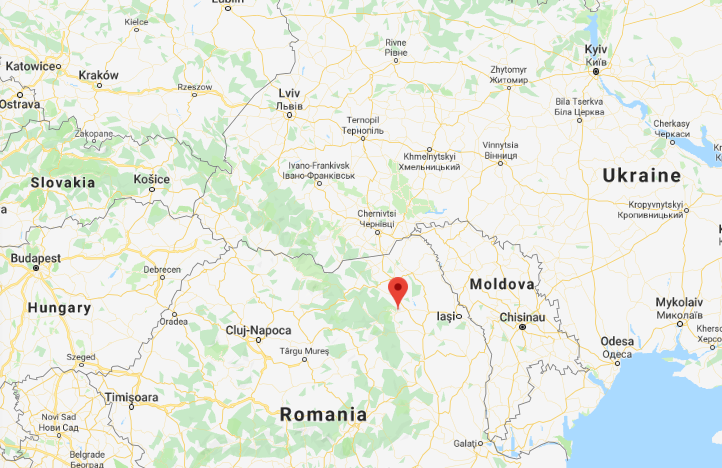 Lublin
Kielce
Rivne
Рівне
Kyiv
Київ
Katowice
Kraków
Rzeszow
Zhytomyr
Житомир
Ostrava
Lviv
Львів
Bila Tserkva
Біла Церква
Zakopane
Ternopil
Тернопіль
Cherkasy
Черкаси
Khmelnytskyi
Хмельницький
Vinnytsia
Вінниця
Ivano-Frankivsk
Івано-Франківськ
Slovakia
Košice
Ukraine
Chernivtsi
Чернівці
Kropyvnytskyi
Кропивницький
Budapest
Debrecen
Moldova
Hungary
Oradea
Cluj-Napoca
Iași
Chisinau
Mykolaiv
Миколаїв
Târgu Mureș
Odesa
Одеса
Szeged
Timișoara
Novi Sad
Нови Сад
Romania
Belgrade
Београд
Galați